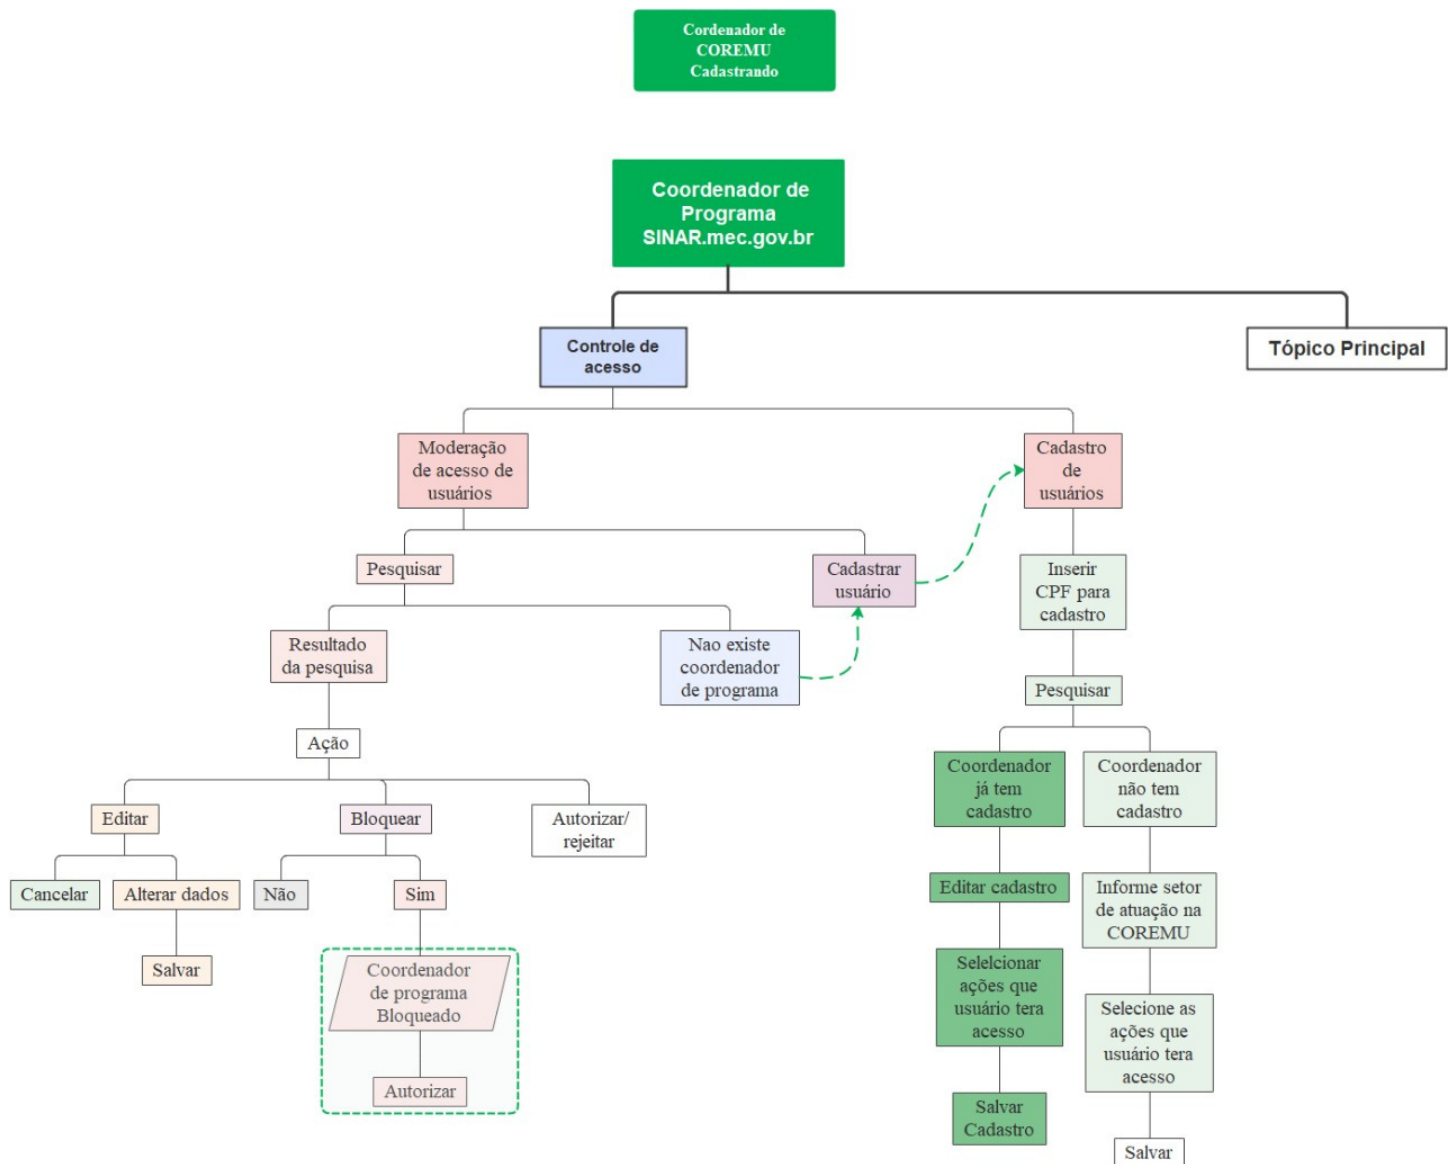 Cordenador de
COREMU
Cadastrando
Coordenador de
Programa
SINAR.mec.gov.br
Controle de
acesso
Tópico Principal
Moderação
de acesso de
usuários
Cadastro
de
usuários
Pesquisar
Cadastrar
usuário
Inserir
CPF para
cadastro
Resultado
da pesquisa
Nao existe
coordenador
de programa
Pesquisar
Ação
Coordenador
já tem
cadastro
Coordenador
não tem
cadastro
Editar
Bloquear
Autorizar/
rejeitar
Cancelar
Alterar dados
Não
Sim
Editar cadastro
Informe setor
de atuação na
COREMU
Salvar
Coordenador
de programa
Bloqueado
Selelcionar
ações que
usuário tera
acesso
Selecione as
ações que
usuário tera
acesso
Autorizar
Salvar
Cadastro
Salvar